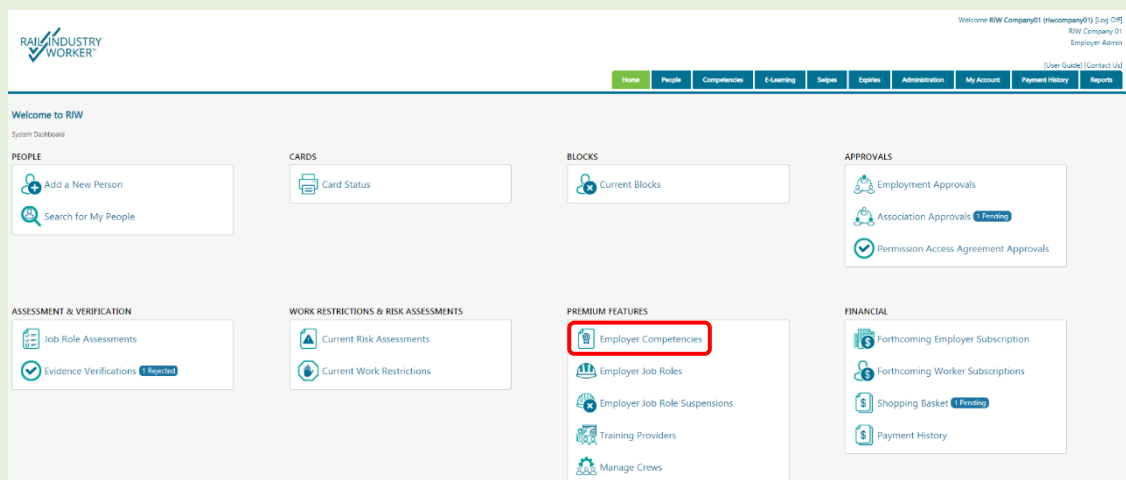 Welcome RIW Company01 (riwcompany01) [Log Off]
RIW Company 01
Employer Admin
[User Guide] [Contact Us]
RAIL INDUSTRY
WORKER™
Home People Competencies E-Learning Swipes Expiries Administration My Account Payment History Reports
Welcome to RIW
System Dashboard
PEOPLE
Add a New Person
Search for My People
CARDS
Card Status
BLOCKS
Current Blocks
APPROVALS
Employment Approvals
Association Approvals 1 Pending
Permission Access Agreement Approvals
ASSESSMENT & VERIFICATION
Job Role Assessments
Evidence Verifications 1 Rejected
WORK RESTRICTIONS & RISK ASSESSMENTS
Current Risk Assessments
Current Work Restrictions
PREMIUM FEATURES
Employer Competencies
Employer Job Roles
Employer Job Role Suspensions
Training Providers
Manage Crews
FINANCIAL
Forthcoming Employer Subscription
Forthcoming Worker Subscriptions
Shopping Basket 1 Pending
Payment History